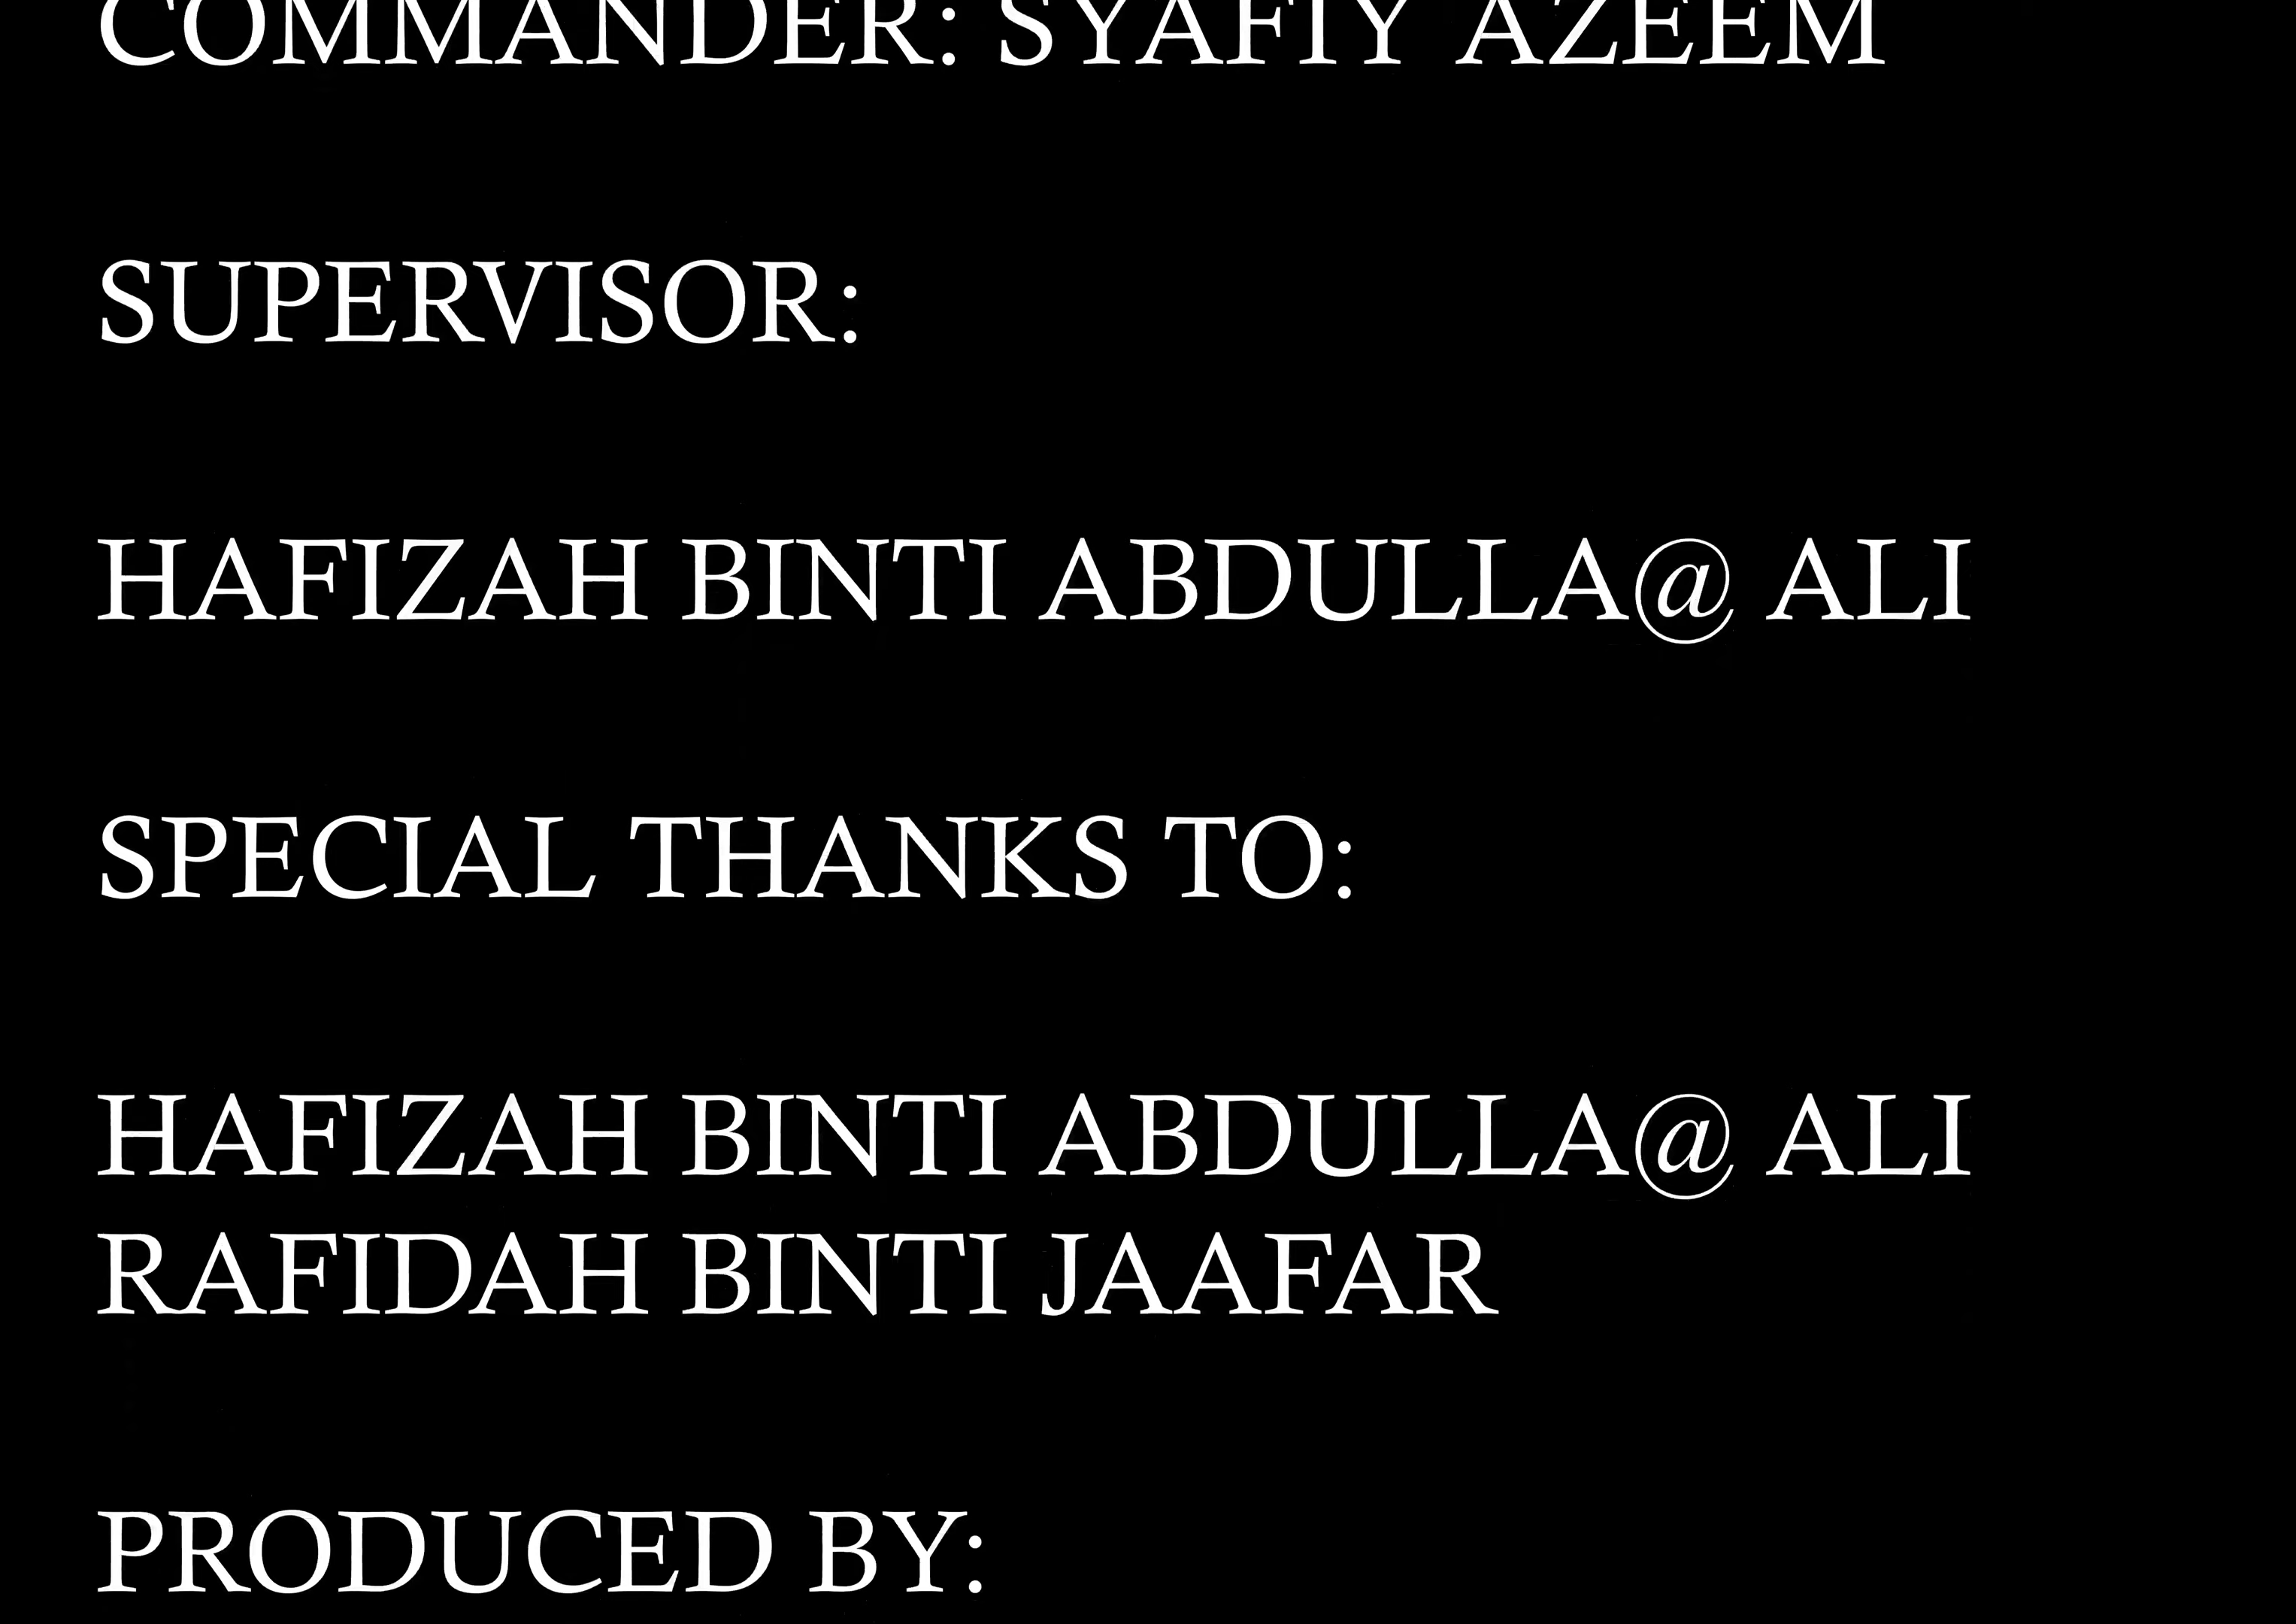 COMMANDER: SYAFIY AZEEM
SUPERVISOR:
HAFIZAH BINTI ABDULLA@ ALI
SPECIAL THANKS TO:
HAFIZAH BINTI ABDULLA@ ALI
RAFIDAH BINTI JAAFAR
PRODUCED BY: